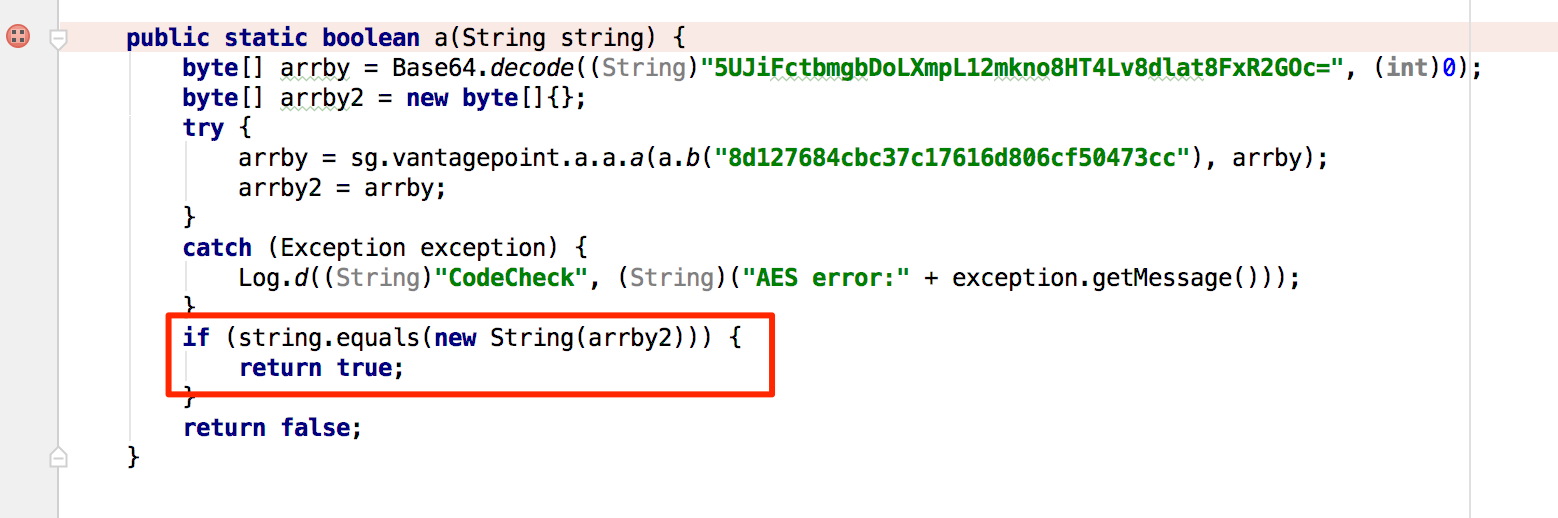 public static boolean a(String string) {
byte[] arrby = Base64.decode((String)"5UJiFctbmgbDoLXmpL12mkno8HT4Lv8dlat8FxR2GOc=", (int)0);
byte[] arrby2 = new byte[]{};
try {
arrby = sg.vantagepoint.a.a.a(a.b("8d127684cbc37c17616d806cf50473cc"), arrby);
arrby2 = arrby;
}
catch (Exception exception) {
Log.d((String)"CodeCheck", (String)("AES error:" + exception.getMessage()));
}
if (string.equals(new String(arrby2))) {
return true;
}
return false;
}